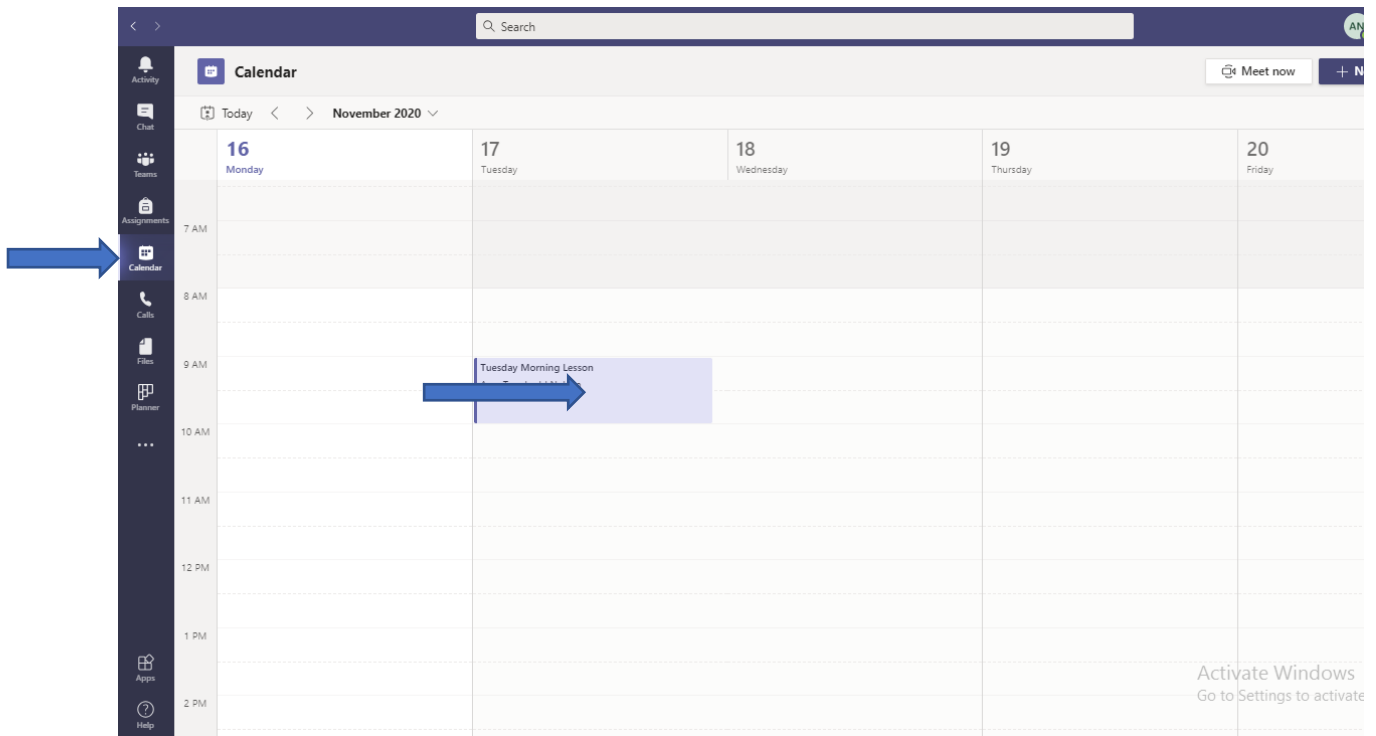 Search
AN
Activity
Calendar
Meet now
+ N
Chat
Today
November 2020
16
17
18
19
20
Monday
Tuesday
Wednesday
Thursday
Friday
Teams
Assignments
7 AM
Calendar
8 AM
Calls
Files
9 AM
Tuesday Morning Lesson
Planner
10 AM
11 AM
12 PM
1 PM
Apps
Activate Windows
Go to Settings to activate
2 PM
Help